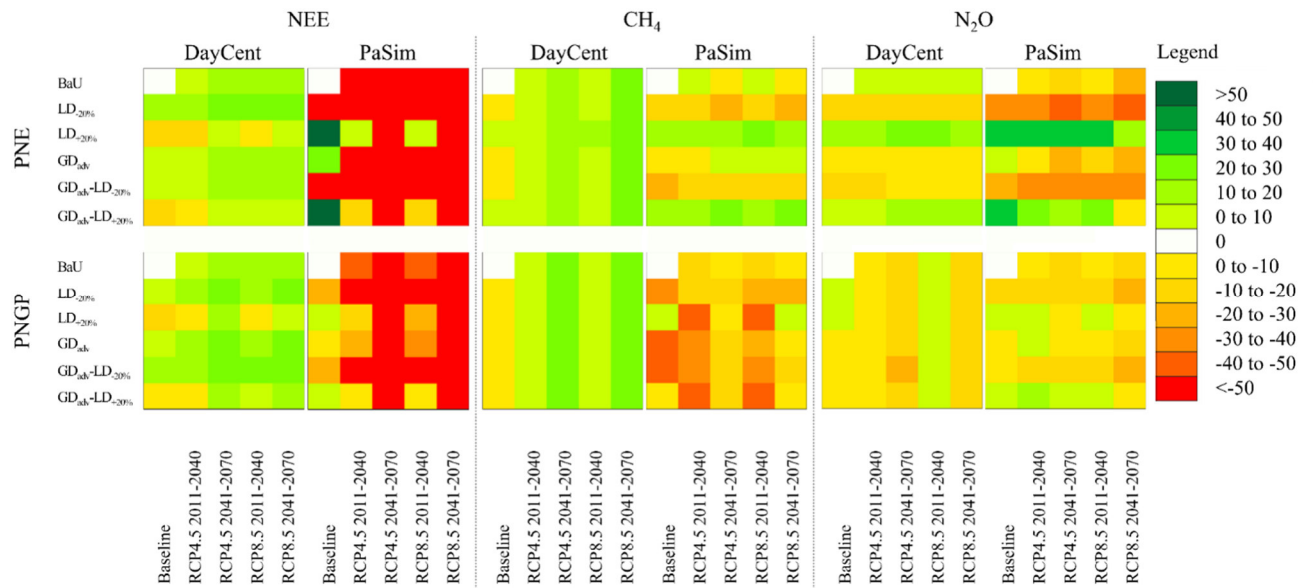 NEE CH₄ N₂O
DayCent PaSim DayCent PaSim DayCent PaSim Legend
PNE
BaU
LD-20%
LD+20%
GDadv
GDadv-LD-20%
GDadv-LD+20%
PNGP
BaU
LD-20%
LD+20%
GDadv
GDadv-LD-20%
GDadv-LD+20%
>50
40 to 50
30 to 40
20 to 30
10 to 20
0 to 10
0
0 to -10
-10 to -20
-20 to -30
-30 to -40
-40 to -50
<-50
Baseline
RCP4.5 2011-2040
RCP4.5 2041-2070
RCP8.5 2011-2040
RCP8.5 2041-2070
Baseline
RCP4.5 2011-2040
RCP4.5 2041-2070
RCP8.5 2011-2040
RCP8.5 2041-2070
Baseline
RCP4.5 2011-2040
RCP4.5 2041-2070
RCP8.5 2011-2040
RCP8.5 2041-2070
Baseline
RCP4.5 2011-2040
RCP4.5 2041-2070
RCP8.5 2011-2040
RCP8.5 2041-2070
Baseline
RCP4.5 2011-2040
RCP4.5 2041-2070
RCP8.5 2011-2040
RCP8.5 2041-2070
Baseline
RCP4.5 2011-2040
RCP4.5 2041-2070
RCP8.5 2011-2040
RCP8.5 2041-2070